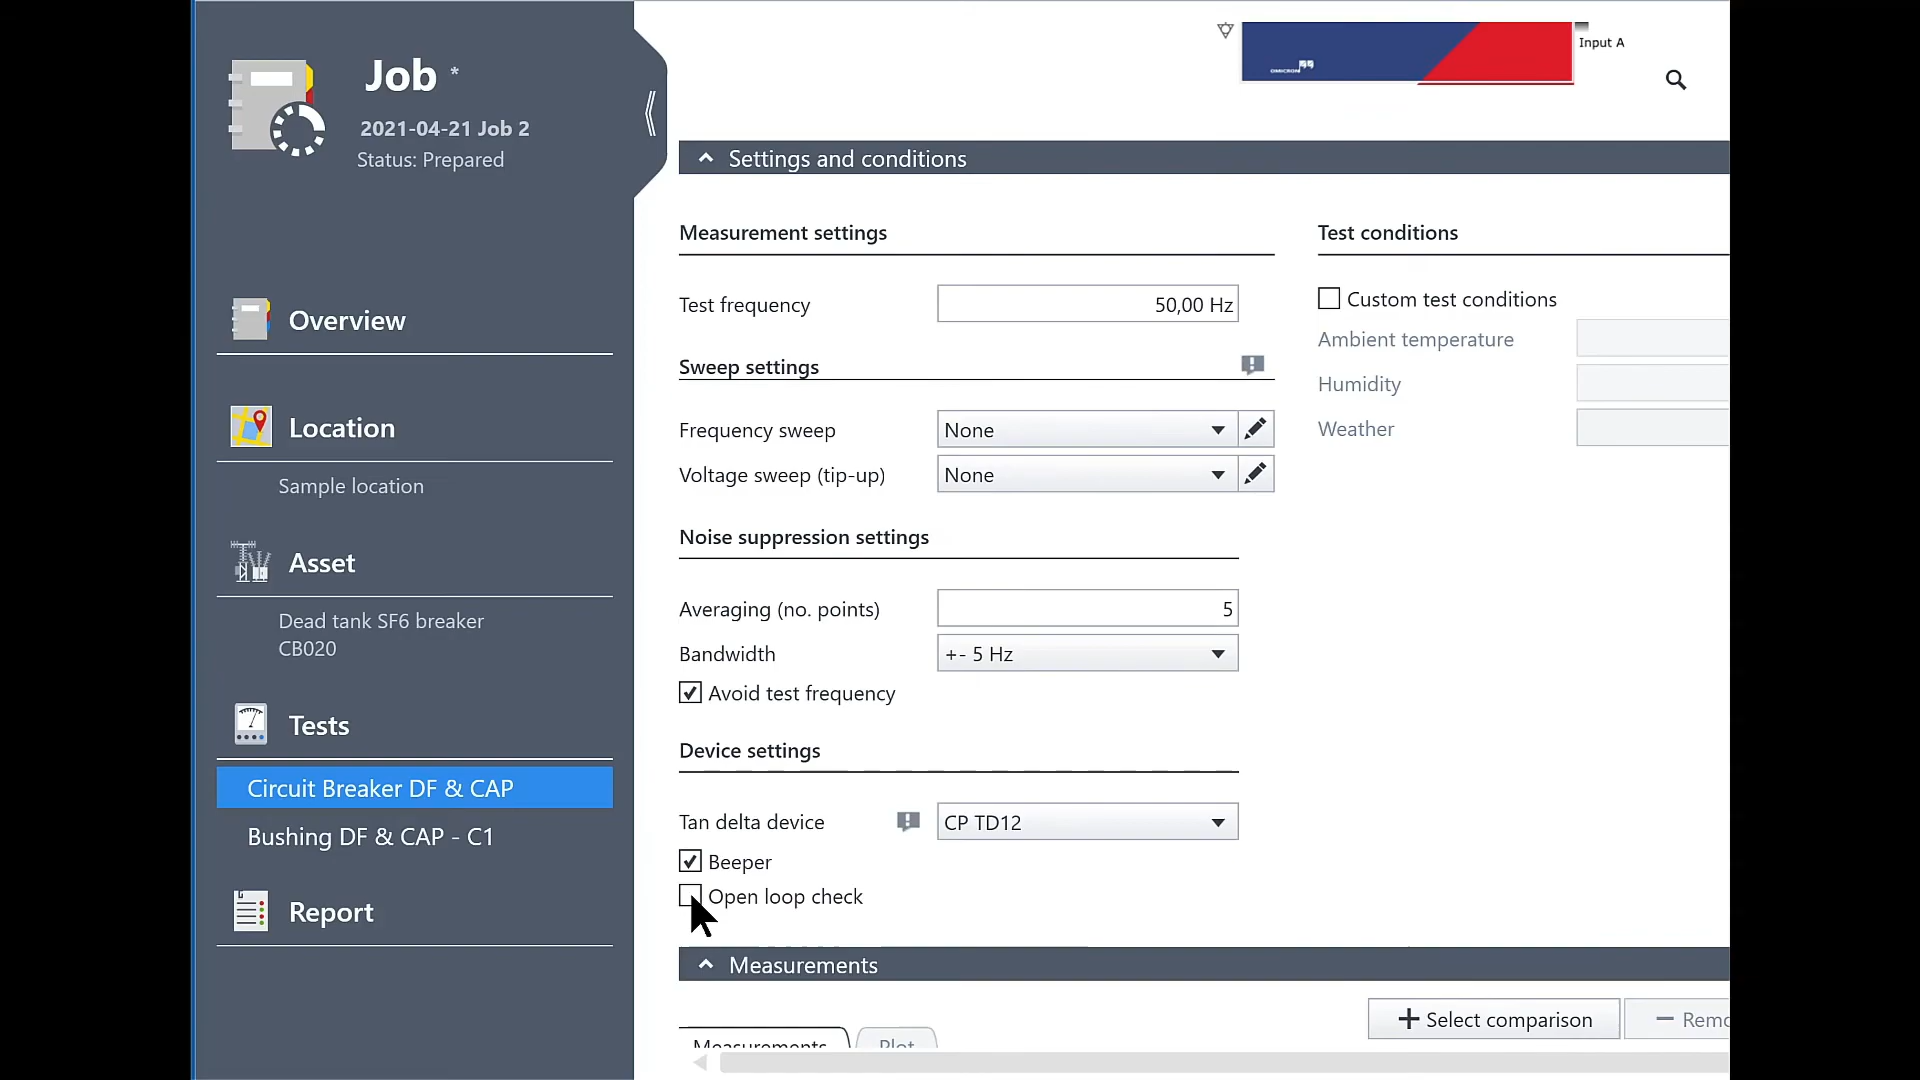 Job *
2021-04-21 Job 2
Status: Prepared
Overview
Location
Sample location
Asset
Dead tank SF6 breaker
CB020
Tests
Circuit Breaker DF & CAP
Bushing DF & CAP - C1
Report
OMICRON
Input A
Settings and conditions
Measurement settings
Test frequency
50,00 Hz
Sweep settings
Frequency sweep
None
Voltage sweep (tip-up)
None
Noise suppression settings
Averaging (no. points)
5
Bandwidth
+- 5 Hz
Avoid test frequency
Device settings
Tan delta device
CP TD12
Beeper
Open loop check
Test conditions
Custom test conditions
Ambient temperature
Humidity
Weather
Measurements
Select comparison
Measurements
Plot